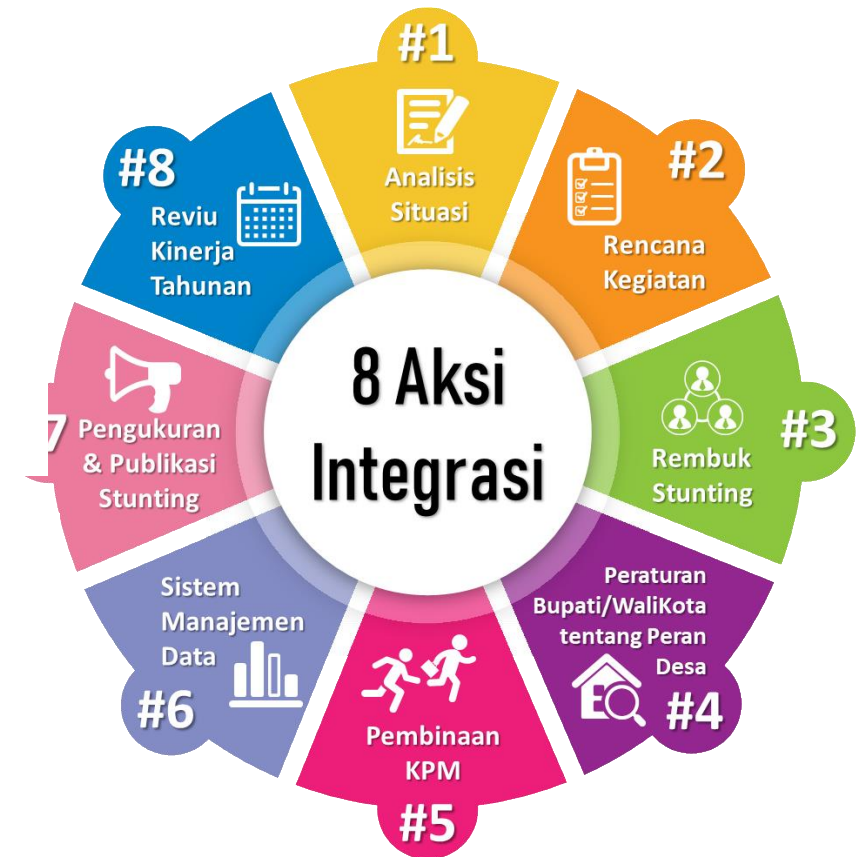 8 Aksi
Integrasi
#1
Analisis
Situasi
#2
Rencana
Kegiatan
#3
Rembuk
Stunting
Peraturan
Bupati/WaliKota
tentang Peran
Desa
#4
Pembinaan
KPM
#5
Sistem
Manajemen
Data
#6
7
Pengukuran
& Publikasi
Stunting
#8
Reviu
Kinerja
Tahunan